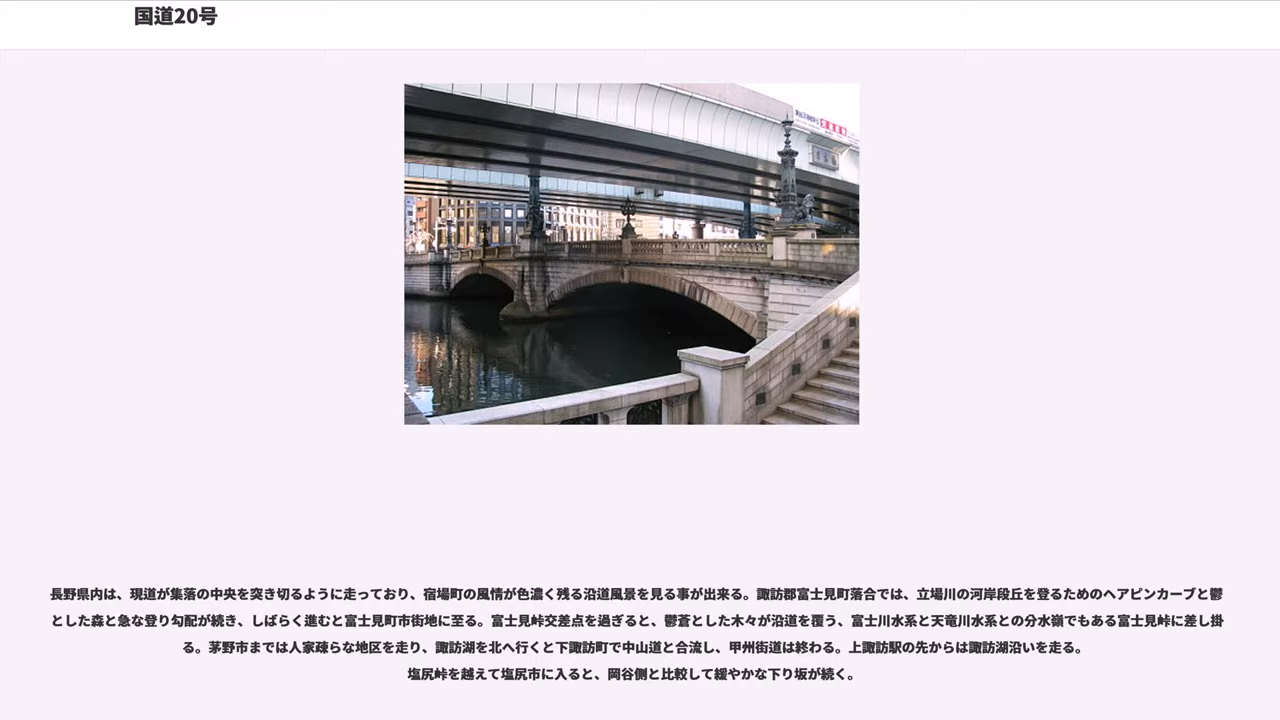 国道20号
長野県内は、現道が集落の中央を突き切るように走っており、宿場町の風情が色濃く残る沿道風景を見る事が出来る。諏訪郡富士見町落合では、立場川の河岸段丘を登るためのヘアピンカーブと鬱
とした森と急な登り勾配が続き、しばらく進むと富士見町市街地に至る。富士見峠交差点を過ぎると、鬱蒼とした木々が沿道を覆う、富士川水系と天竜川水系との分水嶺でもある富士見峠に差し掛
る。茅野市までは人家疎らな地区を走り、諏訪湖を北へ行くと下諏訪町で中山道と合流し、甲州街道は終わる。上諏訪駅の先からは諏訪湖沿いを走る。
塩尻峠を越えて塩尻市に入ると、岡谷側と比較して緩やかな下り坂が続く。